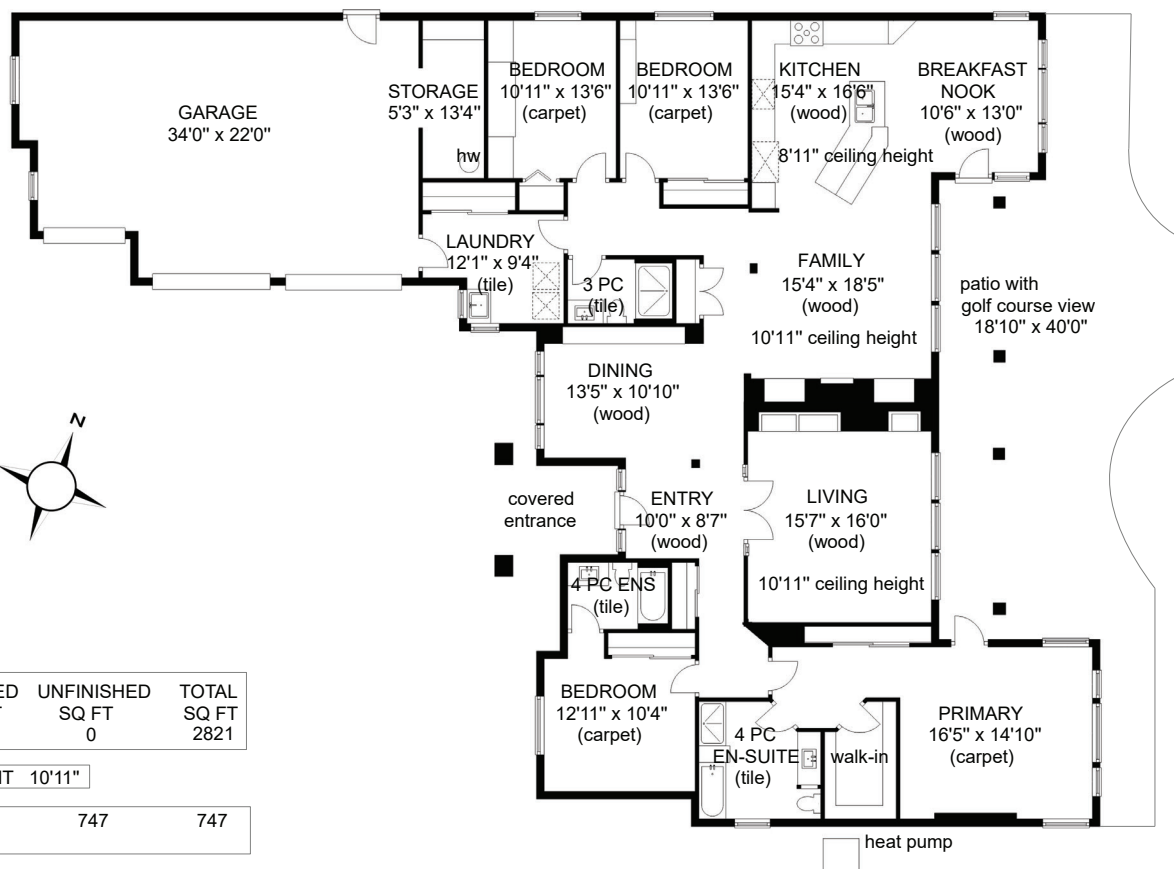 GARAGE
34'0" x 22'0"
STORAGE
5'3" x 13'4"
hw
BEDROOM
10'11" x 13'6"
(carpet)
BEDROOM
10'11" x 13'6"
(carpet)
KITCHEN
15'4" x 16'6"
(wood)
8'11" ceiling height
BREAKFAST
NOOK
10'6" x 13'0"
(wood)
LAUNDRY
12'1" x 9'4"
(tile)
3 PC
(tile)
FAMILY
15'4" x 18'5"
(wood)
10'11" ceiling height
patio with
golf course view
18'10" x 40'0"
DINING
13'5" x 10'10"
(wood)
N
covered
entrance
ENTRY
10'0" x 8'7"
(wood)
LIVING
15'7" x 16'0"
(wood)
10'11" ceiling height
4 PC ENS
(tile)
BEDROOM
12'11" x 10'4"
(carpet)
4 PC
EN-SUITE
(tile)
walk-in
PRIMARY
16'5" x 14'10"
(carpet)
heat pump
ED UNFINISHED TOTAL
T SQ FT SQ FT
0 2821
IT 10'11"
747 747